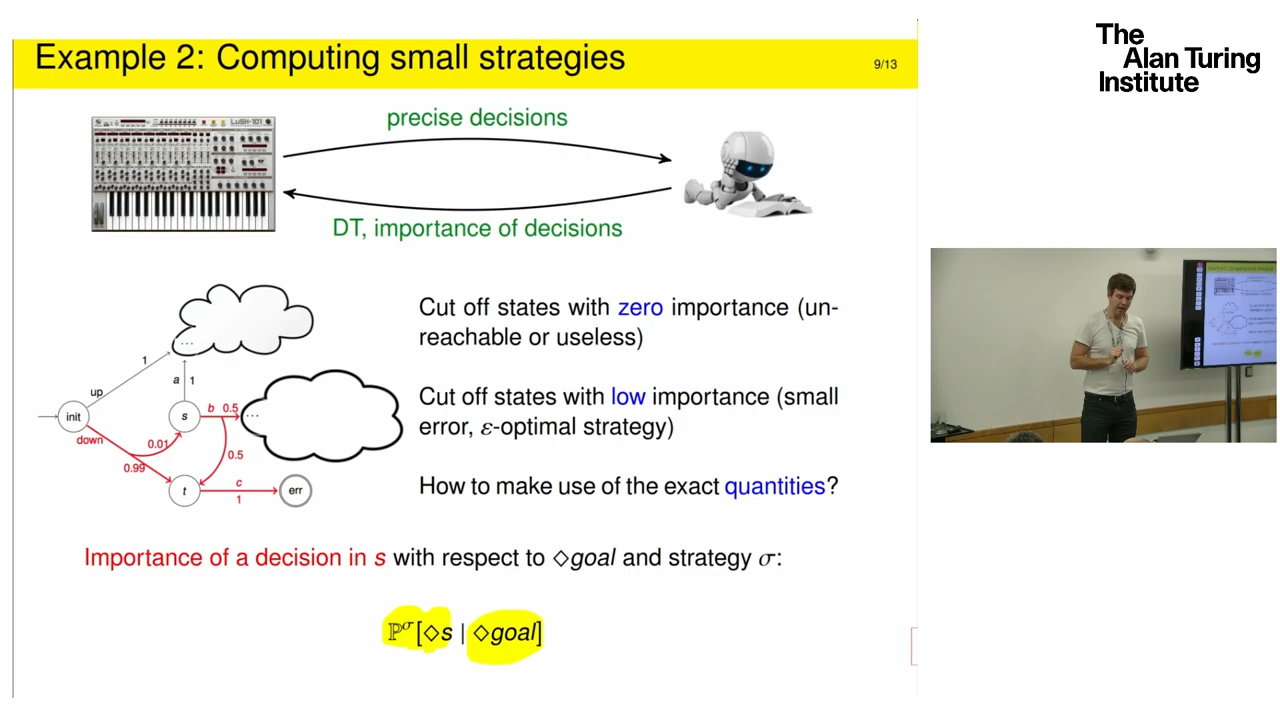 Example 2: Computing small strategies
9/13
The
Alan Turing
Institute
LuSH-101
precise decisions
DT, importance of decisions
Cut off states with zero importance (un-
reachable or useless)
Cut off states with low importance (small
error, ε-optimal strategy)
How to make use of the exact quantities?
...
1
up
a 1
init
s
b 0.5
...
down
0.01
0.5
0.99
t
c
1
err
Importance of a decision in s with respect to ◇goal and strategy σ:
ℙσ[◇s | ◇goal]